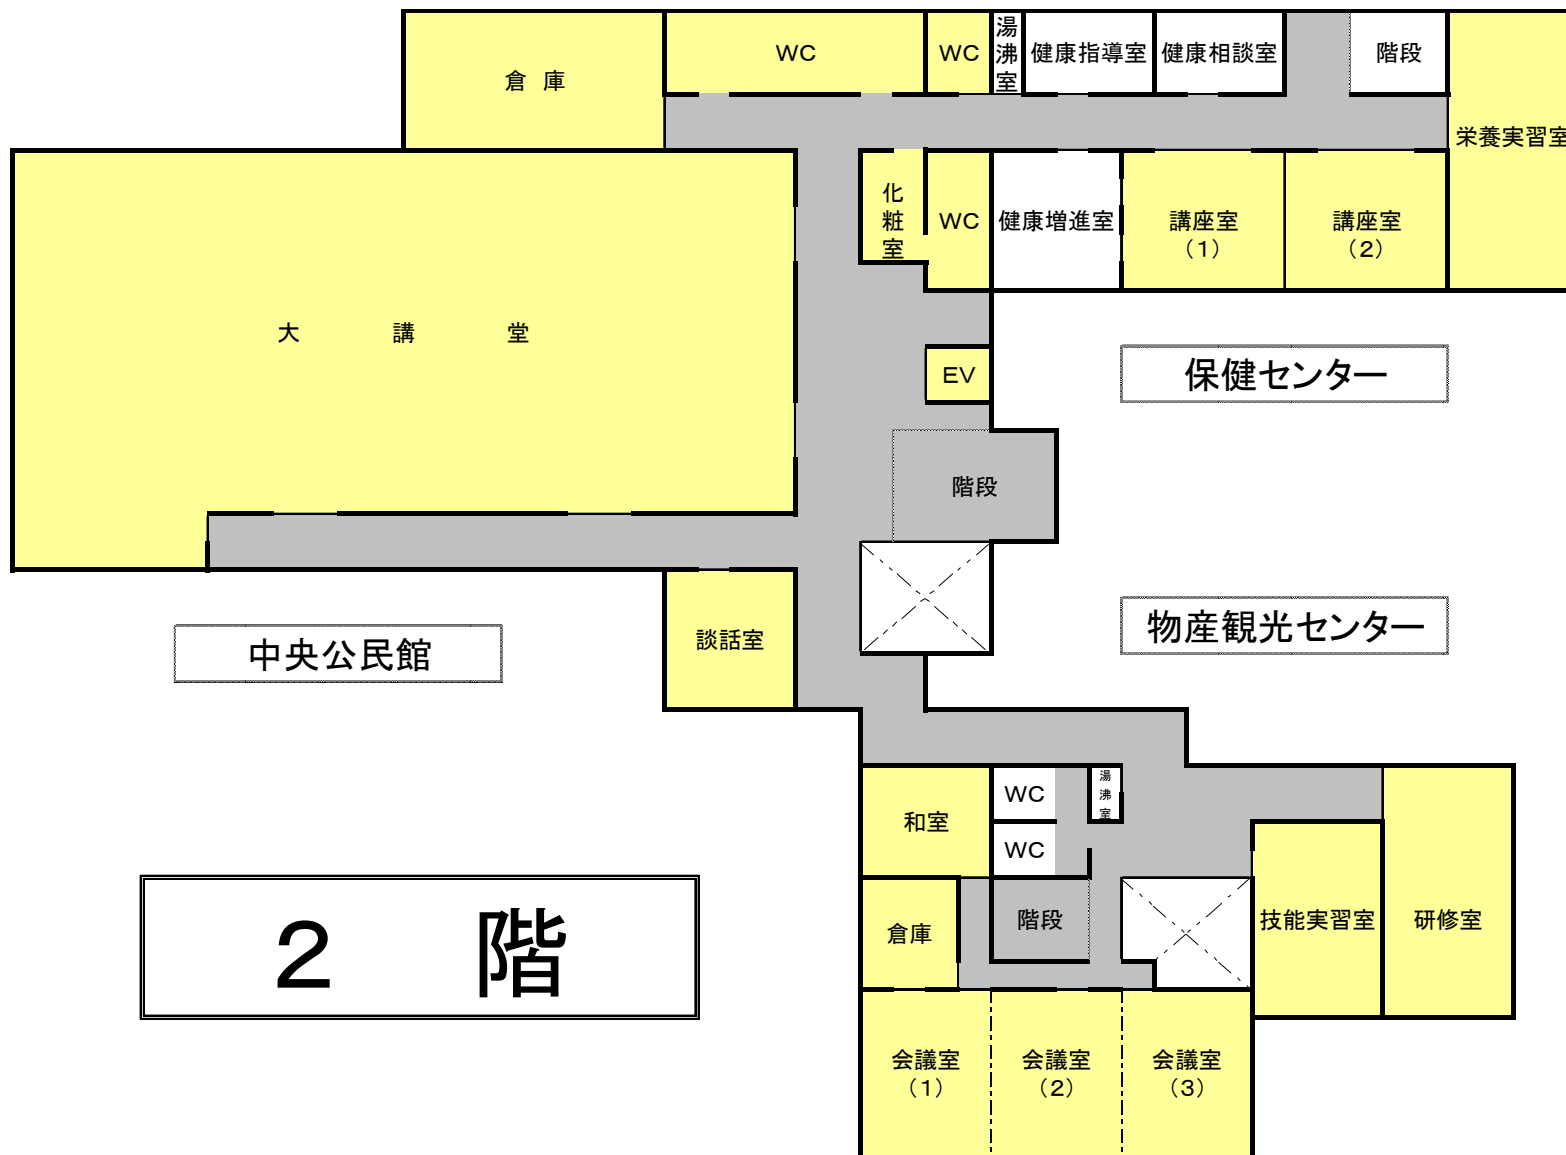 倉 庫
WC
WC
湯沸室
健康指導室
健康相談室
階段
栄養実習室
化粧室
WC
健康増進室
講座室
(1)
講座室
(2)
大 講 堂
EV
保健センター
階段
物産観光センター
談話室
中央公民館
和室
WC
湯沸室
WC
倉庫
階段
技能実習室
研修室
2 階
会議室
(1)
会議室
(2)
会議室
(3)